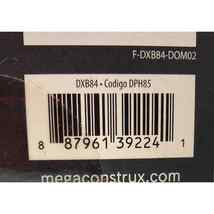 F-DXB84-DOM02
DXB84 • Codigo DPH85
8 87961 39224 1
megaconstrux.com